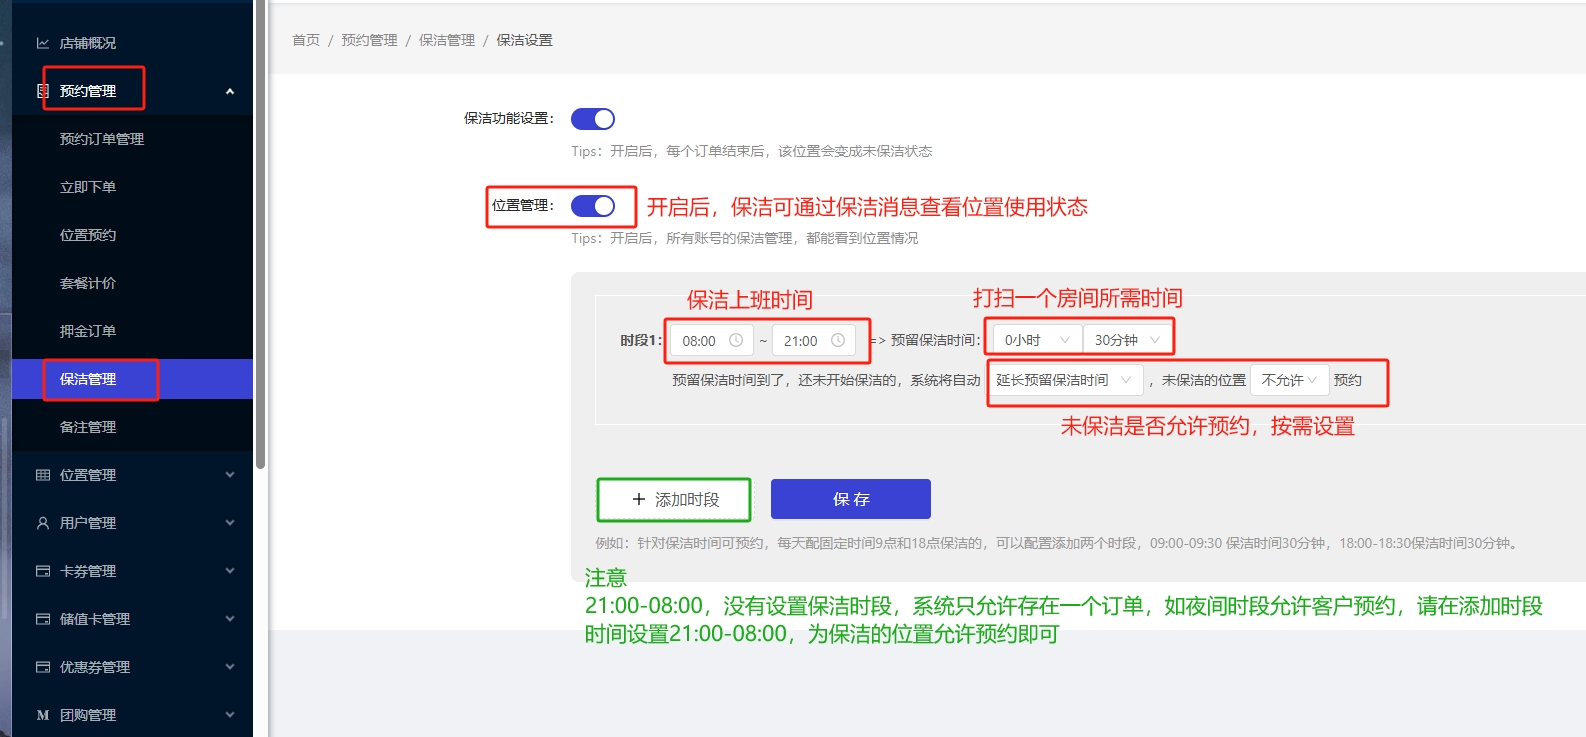 店铺概况
预约管理
预约订单管理
立即下单
位置预约
套餐计价
押金订单
保洁管理
备注管理
位置管理
用户管理
卡券管理
储值卡管理
优惠券管理
M 团购管理
首页 / 预约管理 / 保洁管理 / 保洁设置
保洁功能设置：
Tips：开启后，每个订单结束后，该位置会变成未保洁状态
位置管理： 开启后，保洁可通过保洁消息查看位置使用状态
Tips：开启后，所有账号的保洁管理，都能看到位置情况
保洁上班时间 打扫一个房间所需时间
时段1： 08:00 ~ 21:00 => 预留保洁时间： 0小时 30分钟
预留保洁时间到了，还未开始保洁的，系统将自动 延长预留保洁时间 ，未保洁的位置 不允许 预约
未保洁是否允许预约，按需设置
+ 添加时段 保 存
例如：针对保洁时间可预约，每天配固定时间9点和18点保洁的，可以配置添加两个时段，09:00-09:30 保洁时间30分钟，18:00-18:30保洁时间30分钟。
注意
21:00-08:00，没有设置保洁时段，系统只允许存在一个订单，如夜间时段允许客户预约，请在添加时段
时间设置21:00-08:00，为保洁的位置允许预约即可